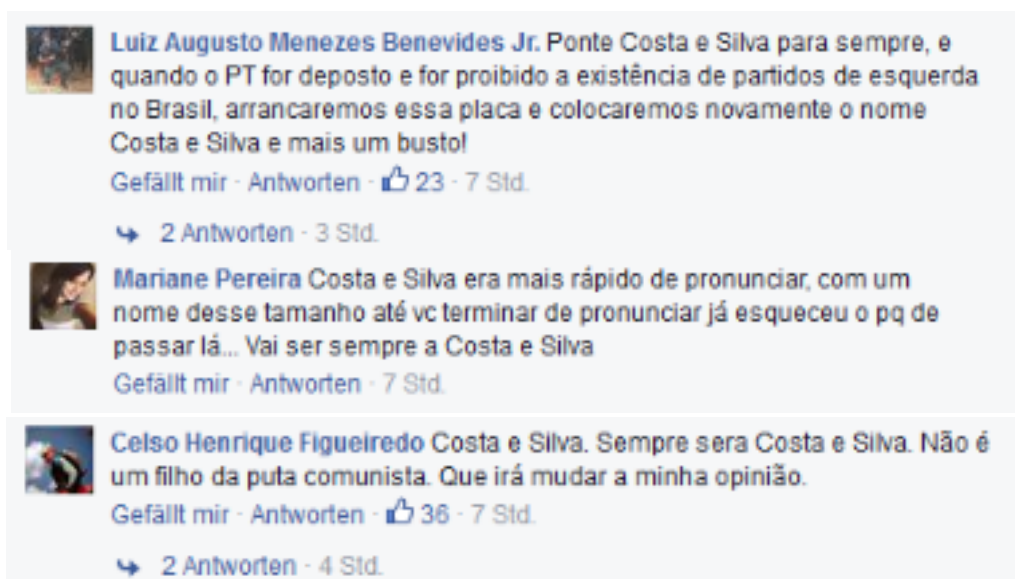 Luiz Augusto Menezes Benevides Jr. Ponte Costa e Silva para sempre, e
quando o PT for deposto e for proibido a existência de partidos de esquerda
no Brasil, arrancaremos essa placa e colocaremos novamente o nome
Costa e Silva e mais um busto!
Gefällt mir · Antworten · 23 · 7 Std.
2 Antworten · 3 Std.
Mariane Pereira Costa e Silva era mais rápido de pronunciar, com um
nome desse tamanho até vc terminar de pronunciar já esqueceu o pq de
passar lá... Vai ser sempre a Costa e Silva
Gefällt mir · Antworten · 7 Std.
Celso Henrique Figueiredo Costa e Silva. Sempre sera Costa e Silva. Não é
um filho da puta comunista. Que irá mudar a minha opinião.
Gefällt mir · Antworten · 36 · 7 Std.
2 Antworten · 4 Std.